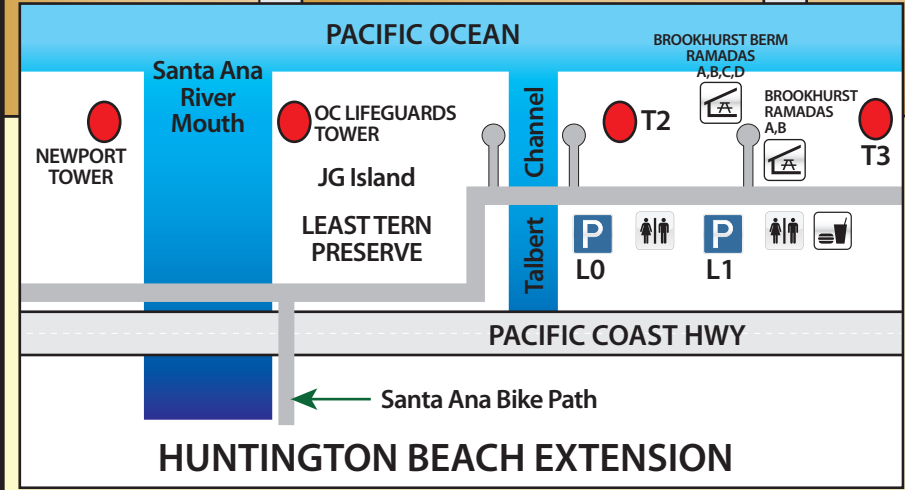 PACIFIC OCEAN
BROOKHURST BERM
RAMADAS
A,B,C,D
Santa Ana
River
Mouth
BROOKHURST
RAMADAS
A,B
OC LIFEGUARDS
TOWER
T2
T3
NEWPORT
TOWER
JG Island
LEAST TERN
PRESERVE
Talbert Channel
P
L0
P
L1
PACIFIC COAST HWY
Santa Ana Bike Path
HUNTINGTON BEACH EXTENSION